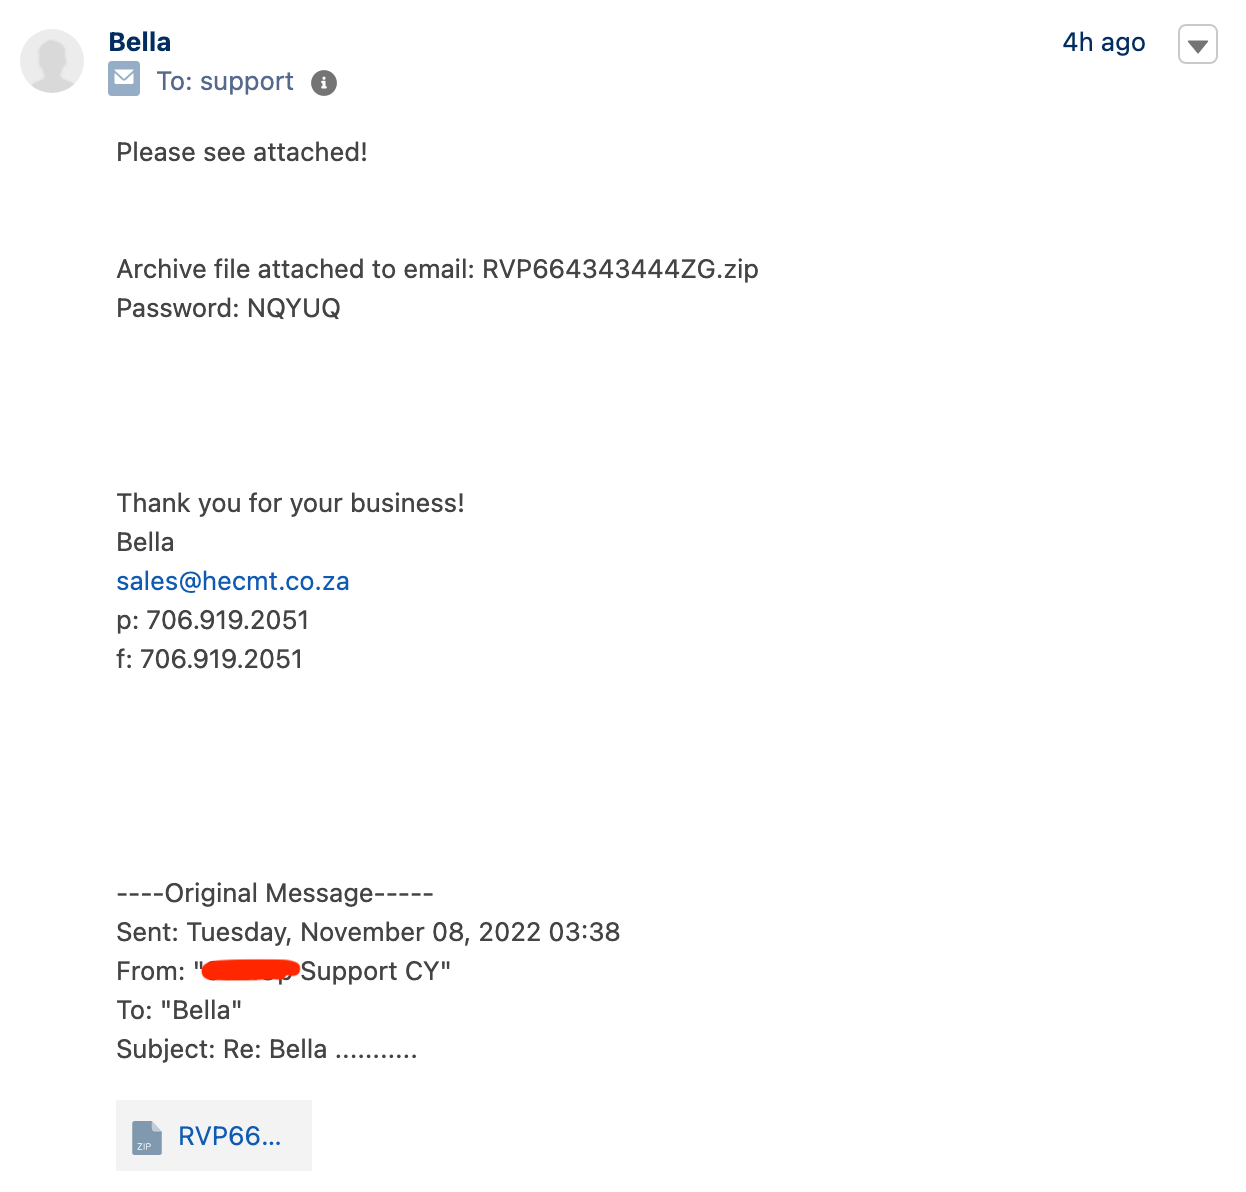 Bella
4h ago
To: support
Please see attached!
Archive file attached to email: RVP664343444ZG.zip
Password: NQYUQ
Thank you for your business!
Bella
sales@hecmt.co.za
p: 706.919.2051
f: 706.919.2051
----Original Message-----
Sent: Tuesday, November 08, 2022 03:38
From: " Support CY"
To: "Bella"
Subject: Re: Bella ...........
ZIP
RVP66...